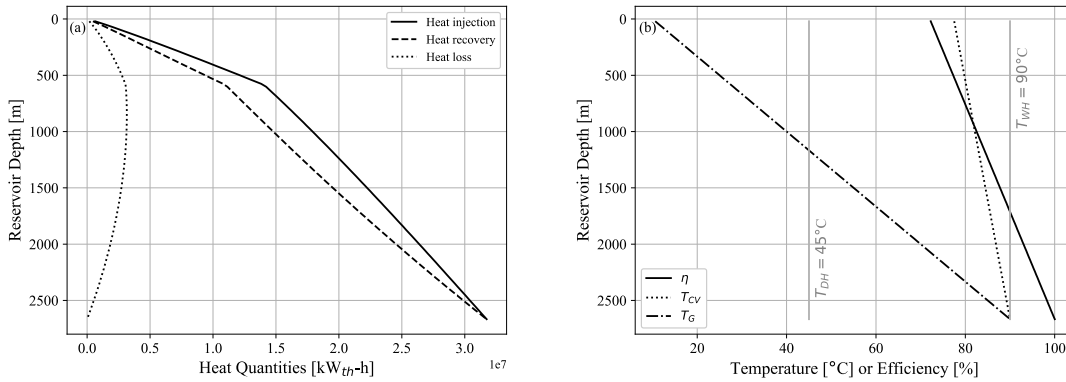 (a)
Heat injection
Heat recovery
Heat loss
Reservoir Depth [m]
0
500
1000
1500
2000
2500
0.0
0.5
1.0
1.5
2.0
2.5
3.0
1e7
Heat Quantities [kW_th-h]
(b)
T_WH = 90°C
T_DH = 45°C
η
T_CV
T_G
Reservoir Depth [m]
0
500
1000
1500
2000
2500
20
40
60
80
100
Temperature [°C] or Efficiency [%]